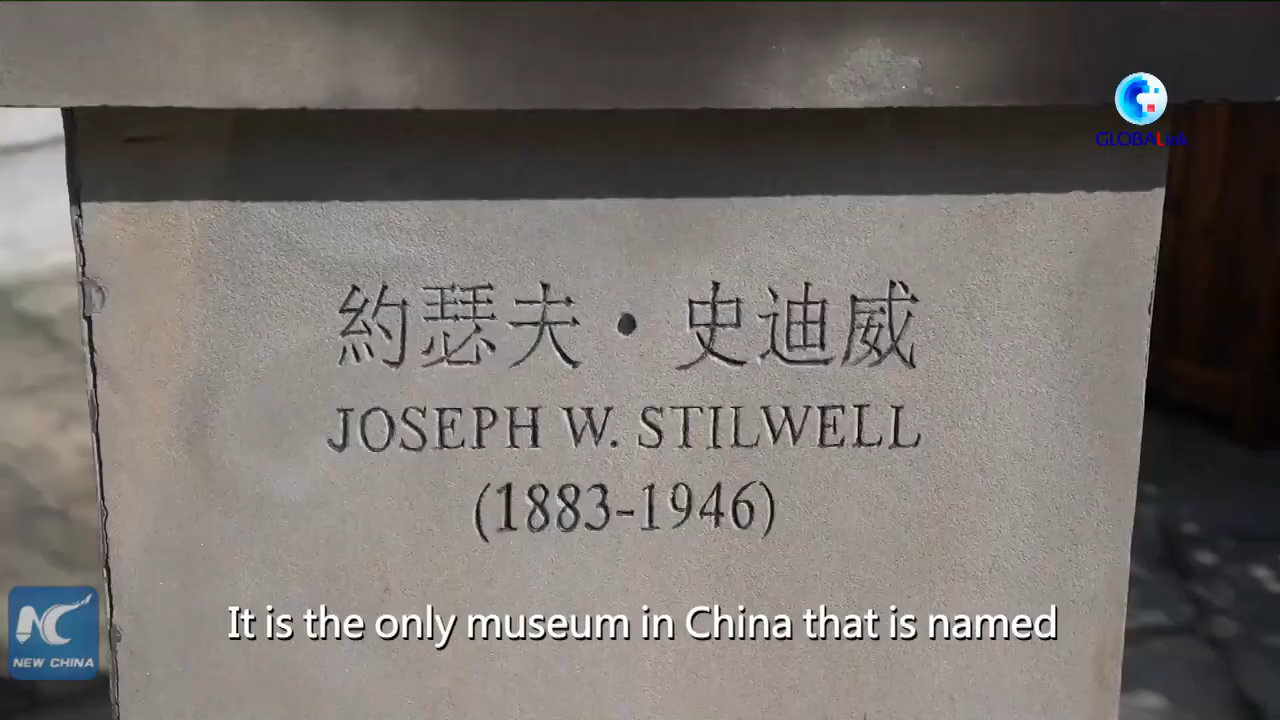 GLOBALink
約瑟夫·史迪威
JOSEPH W. STILWELL
(1883-1946)
It is the only museum in China that is named
NEW CHINA